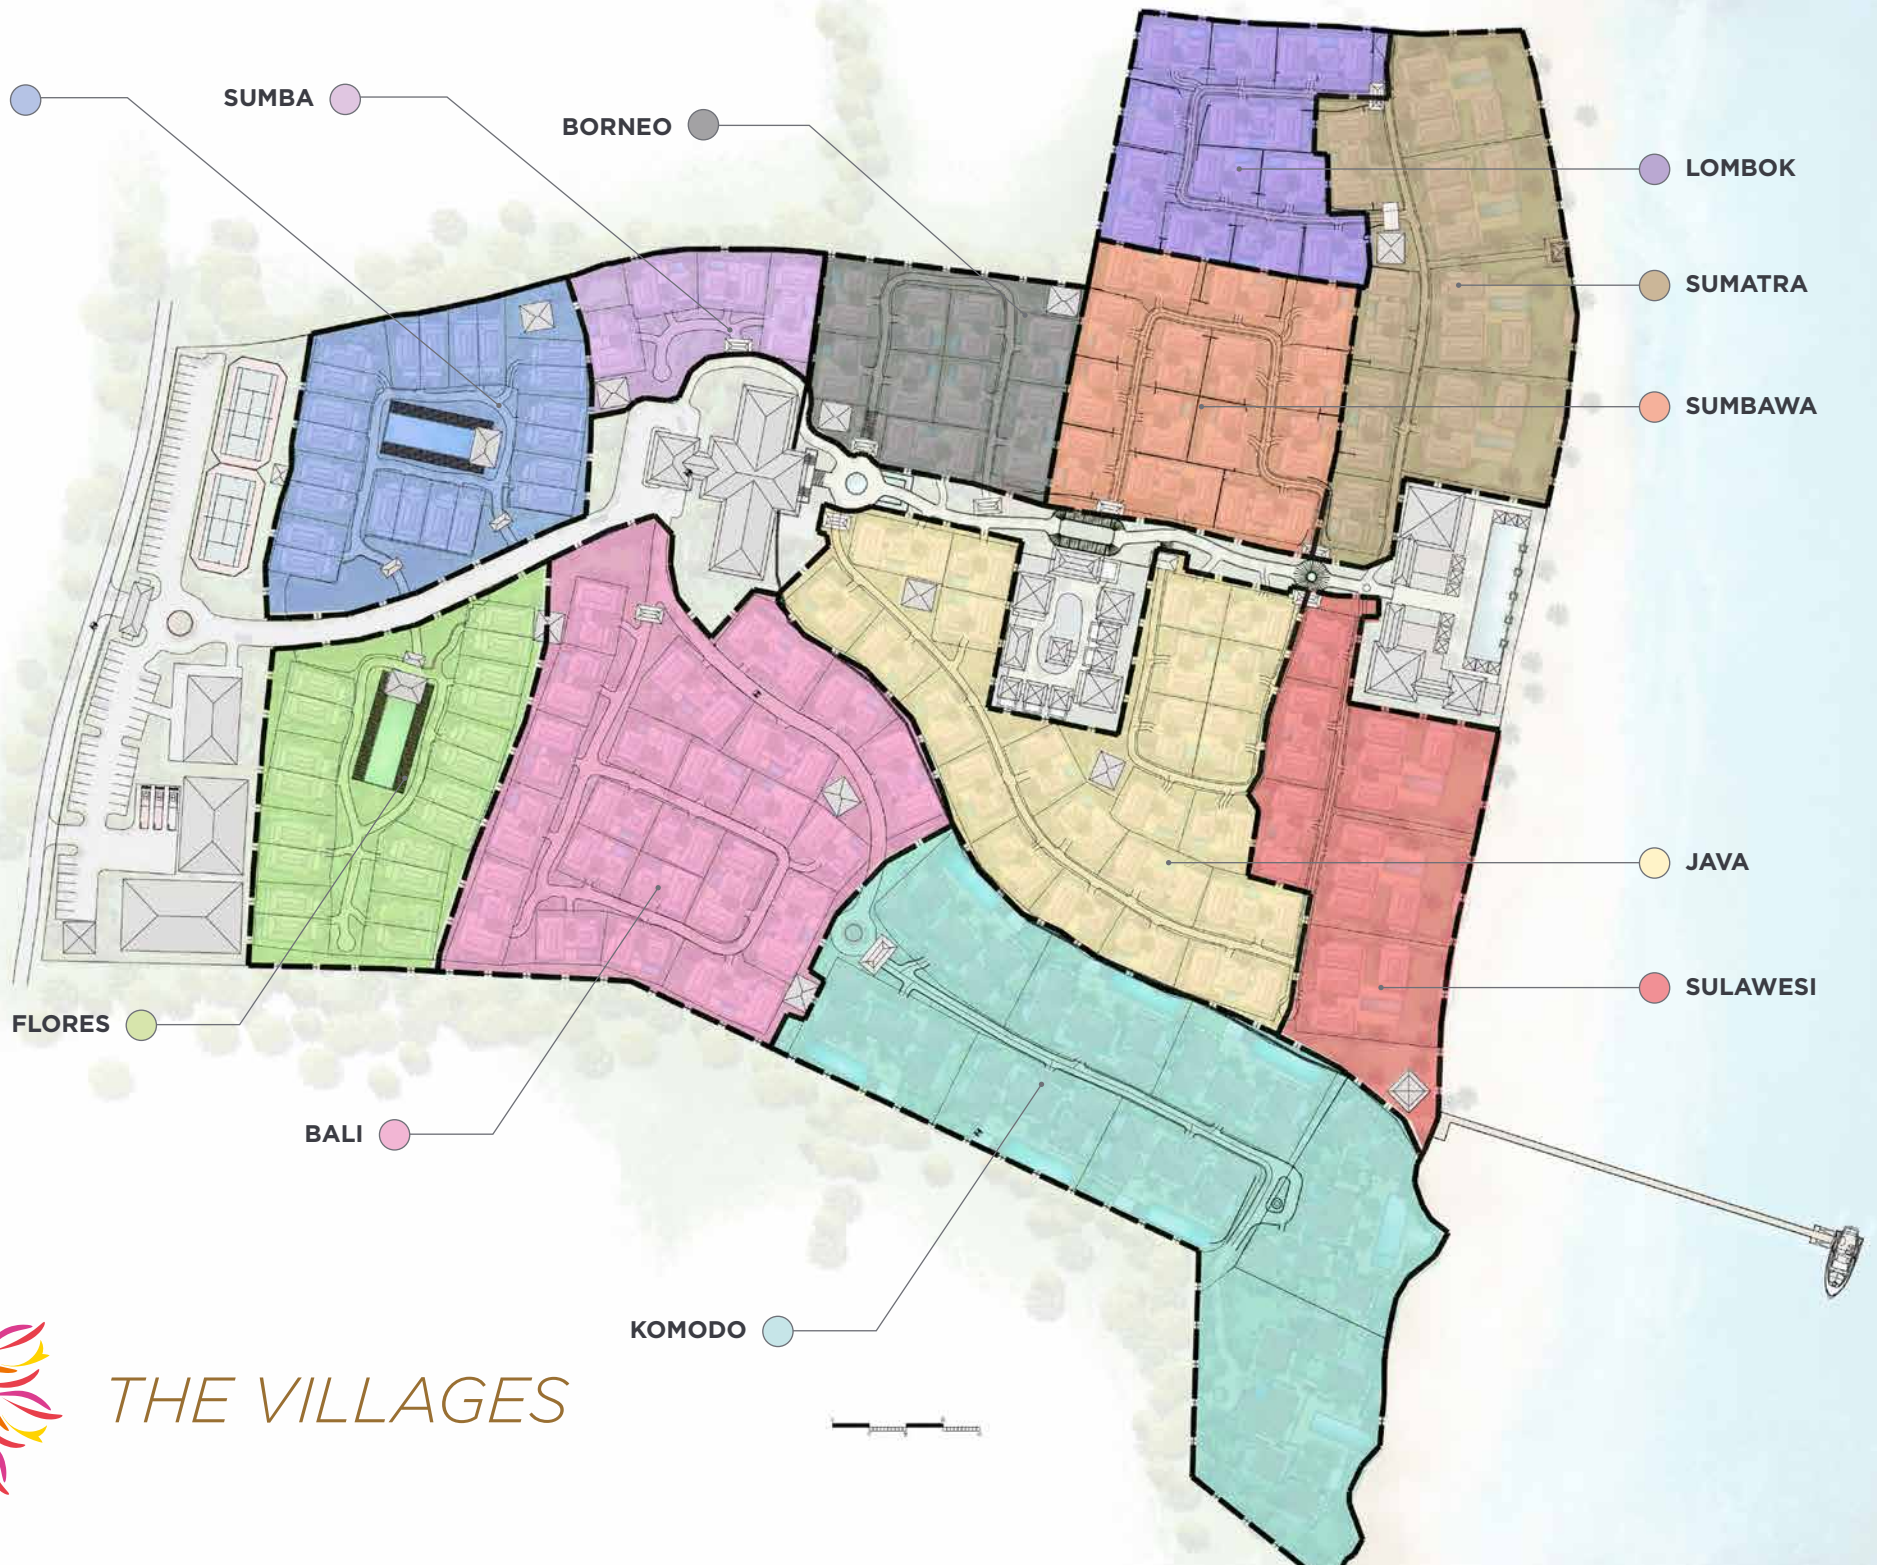 SUMBA
BORNEO
LOMBOK
SUMATRA
SUMBAWA
JAVA
SULAWESI
FLORES
BALI
KOMODO
THE VILLAGES